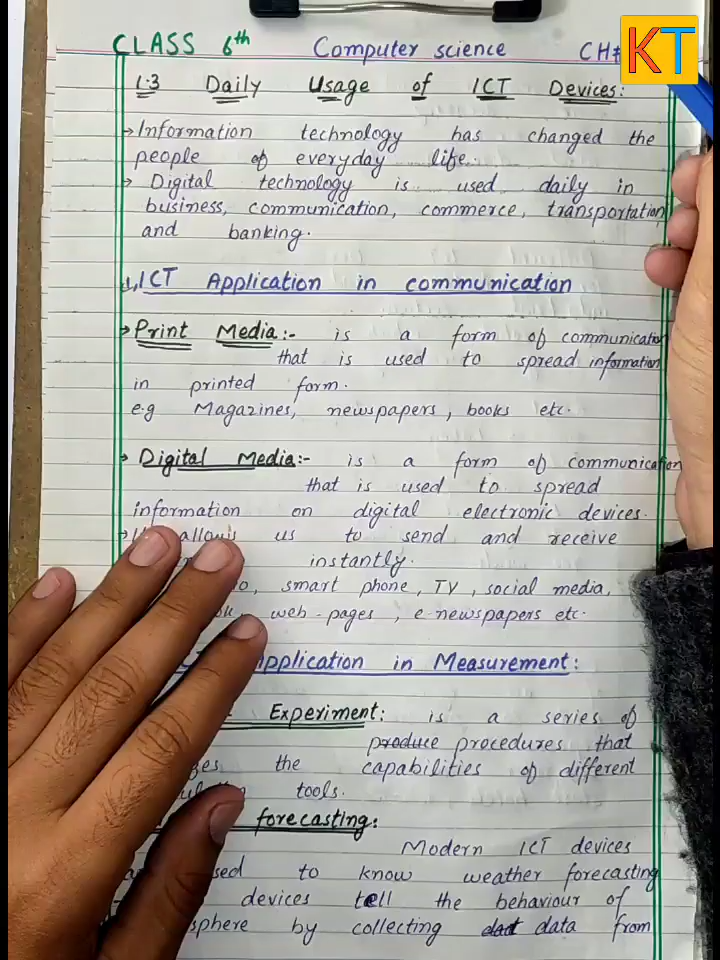 CLASS 6th Computer science CH#
KT
1.3 Daily Usage of ICT Devices:
→ Information technology has changed the
people of everyday life.
→ Digital technology is used daily in
business, communication, commerce, transportation
and banking.
1, ICT Application in communication
→ Print Media:- is a form of communication
that is used to spread information
in printed form.
e.g Magazines, newspapers, books etc.
→ Digital Media:- is a form of communication
that is used to spread
information on digital electronic devices.
→ allows us to send and receive
instantly.
smart phone, TV, social media,
web-pages, e-newspapers etc.
Application in Measurement:
Experiment: is a series of
produce procedures that
the capabilities of different
tools.
forecasting:
Modern ICT devices
to know weather forecasting
devices tell the behaviour of
by collecting data from